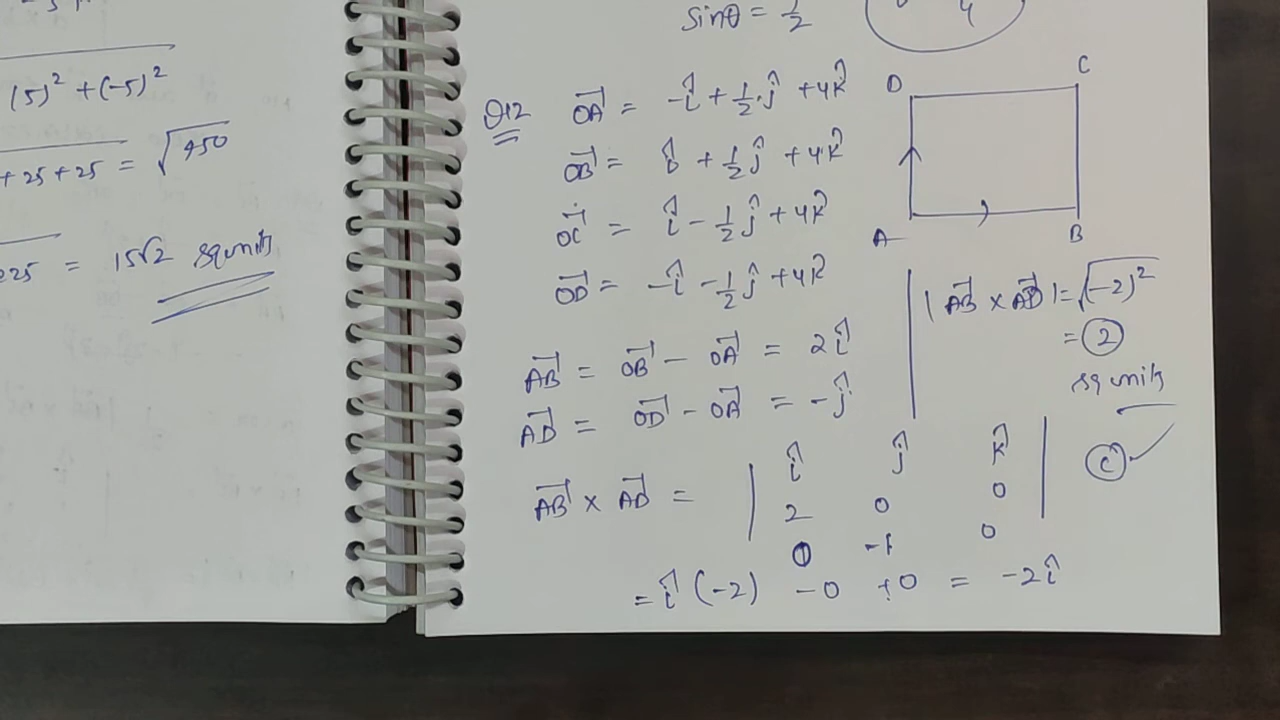 (5)² + (-5)²
+ 25 + 25 = √450
225 = 15√2 sq units
sinθ = 1/2
4
Q12 OA⃗ = -î + 1/2 ĵ + 4k̂
OB⃗ = î + 1/2 ĵ + 4k̂
OC⃗ = î - 1/2 ĵ + 4k̂
OD⃗ = -î - 1/2 ĵ + 4k̂
D C
A B
AB⃗ = OB⃗ - OA⃗ = 2î
AD⃗ = OD⃗ - OA⃗ = -ĵ
|AB⃗ × AD⃗| = √(-2)²
= 2
sq units
C ✓
AB⃗ × AD⃗ = | î ĵ k̂ |
2 0 0
0 -1 0
= î (-2) - 0 + 0 = -2î